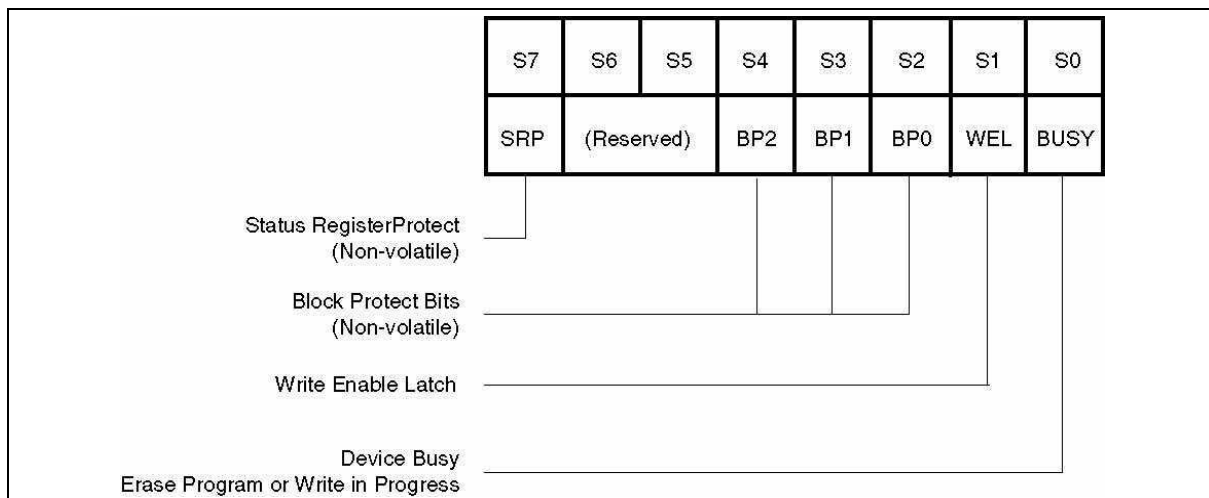 S7 S6 S5 S4 S3 S2 S1 S0
SRP (Reserved) BP2 BP1 BP0 WEL BUSY
Status RegisterProtect
(Non-volatile)
Block Protect Bits
(Non-volatile)
Write Enable Latch
Device Busy
Erase Program or Write in Progress